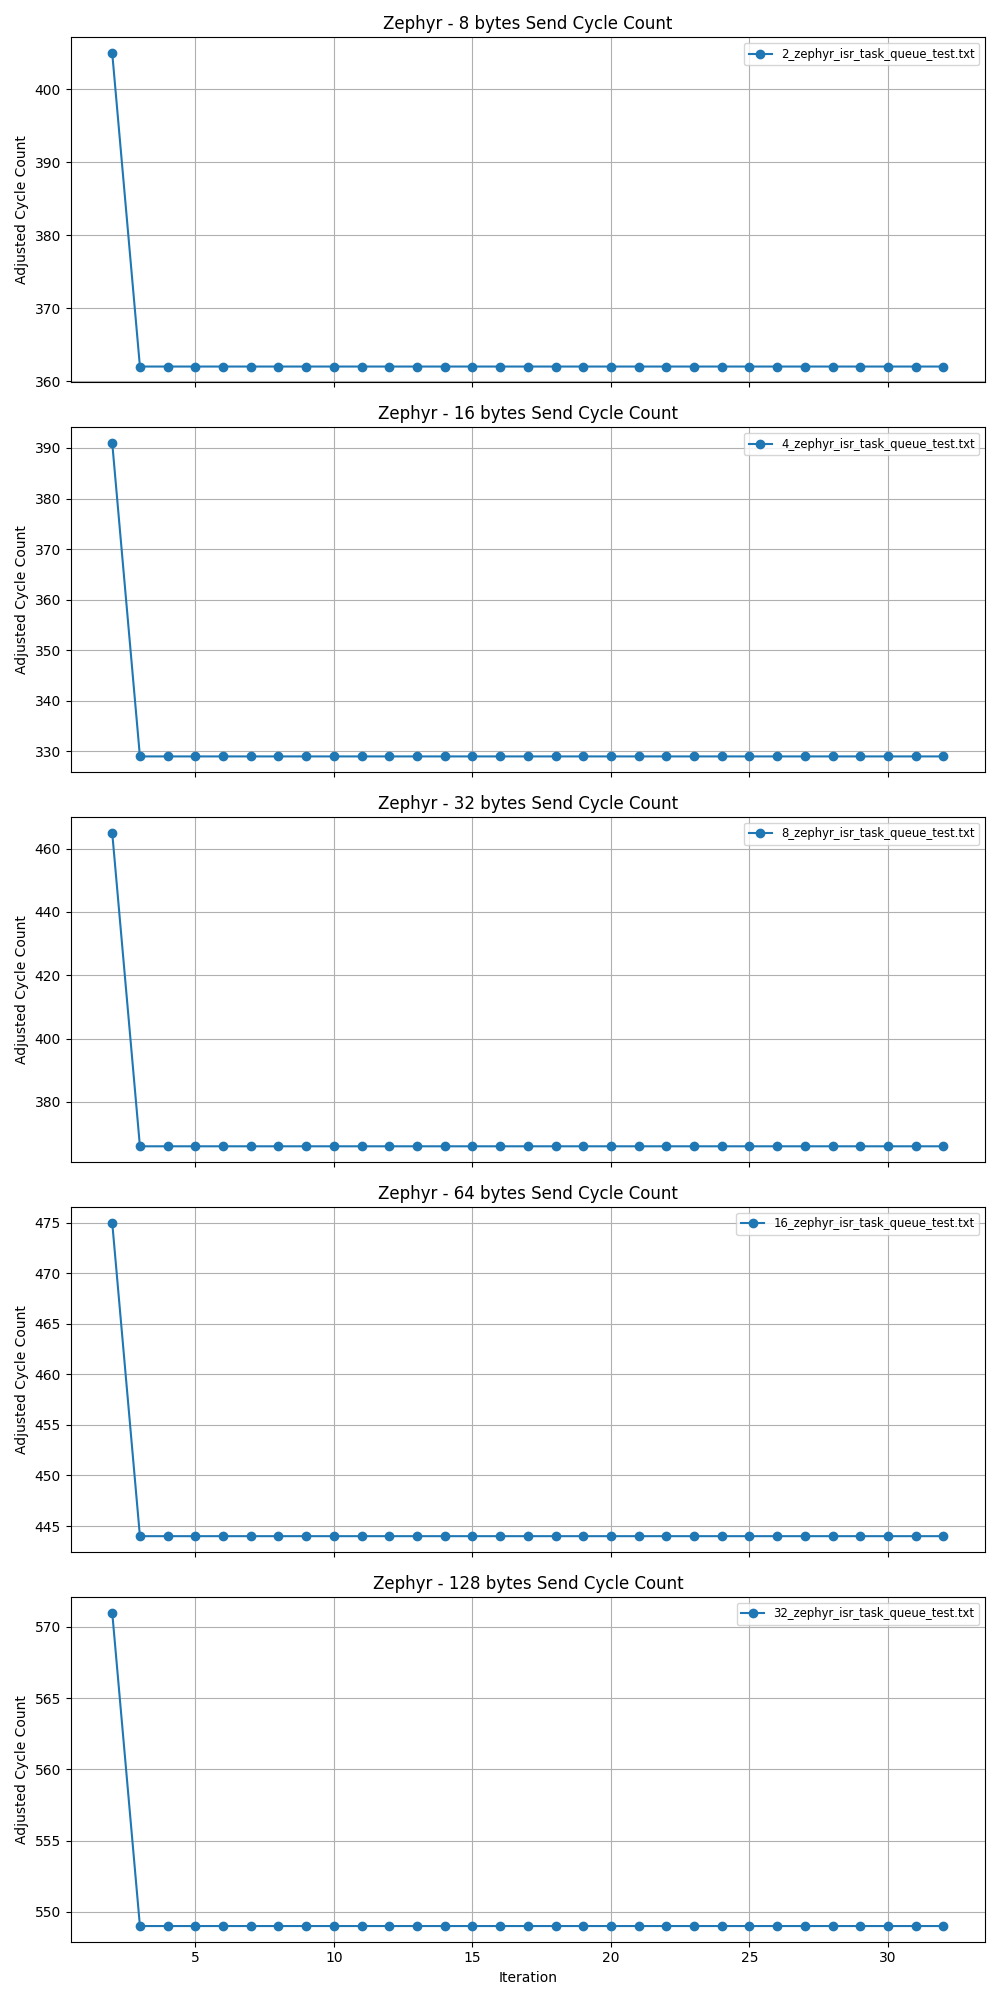 Zephyr - 8 bytes Send Cycle Count
2_zephyr_isr_task_queue_test.txt
Adjusted Cycle Count
400
390
380
370
360
Zephyr - 16 bytes Send Cycle Count
4_zephyr_isr_task_queue_test.txt
Adjusted Cycle Count
390
380
370
360
350
340
330
Zephyr - 32 bytes Send Cycle Count
8_zephyr_isr_task_queue_test.txt
Adjusted Cycle Count
460
440
420
400
380
Zephyr - 64 bytes Send Cycle Count
16_zephyr_isr_task_queue_test.txt
Adjusted Cycle Count
475
470
465
460
455
450
445
Zephyr - 128 bytes Send Cycle Count
32_zephyr_isr_task_queue_test.txt
Adjusted Cycle Count
570
565
560
555
550
5 10 15 20 25 30
Iteration